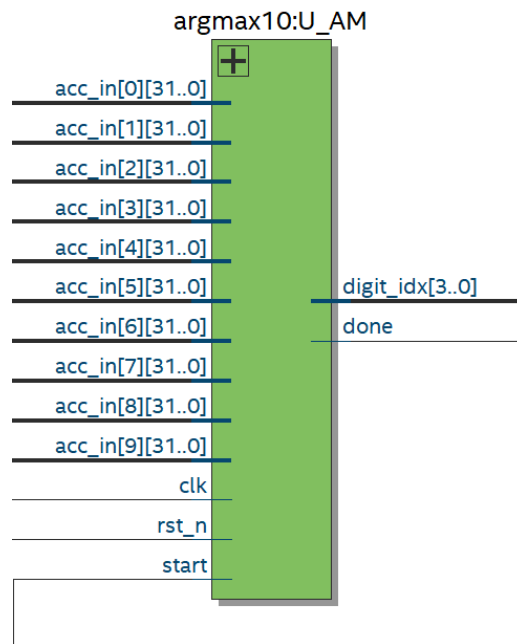 argmax10:U_AM
acc_in[0][31..0]
acc_in[1][31..0]
acc_in[2][31..0]
acc_in[3][31..0]
acc_in[4][31..0]
acc_in[5][31..0]
digit_idx[3..0]
acc_in[6][31..0]
done
acc_in[7][31..0]
acc_in[8][31..0]
acc_in[9][31..0]
clk
rst_n
start